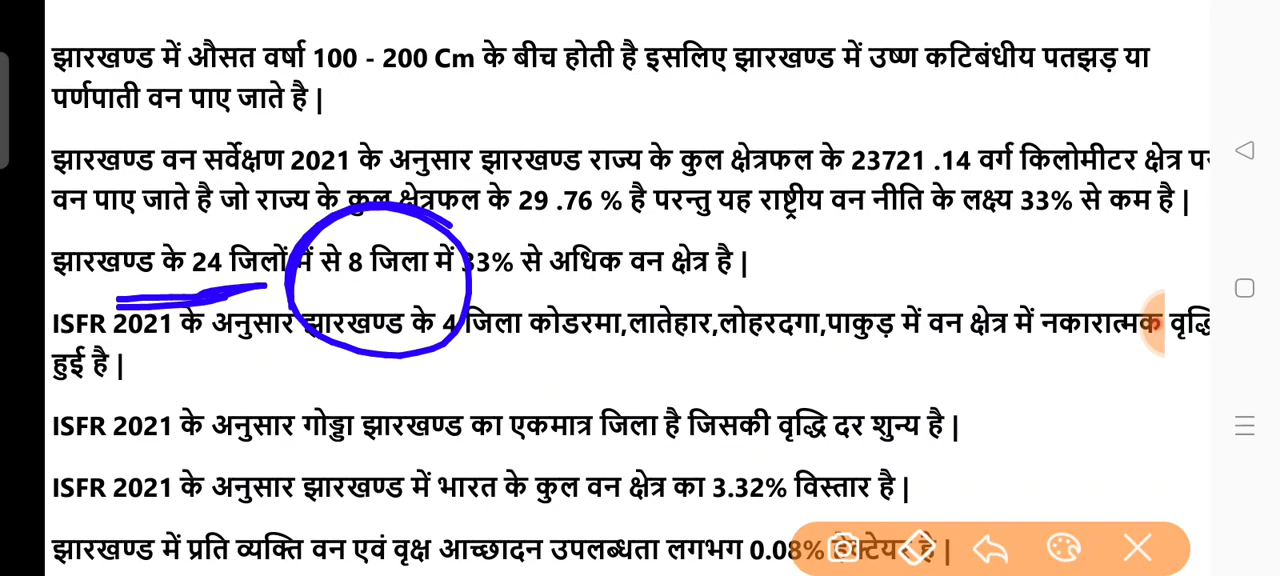 झारखण्ड में औसत वर्षा 100 - 200 Cm के बीच होती है इसलिए झारखण्ड में उष्ण कटिबंधीय पतझड़ या
पर्णपाती वन पाए जाते है |
झारखण्ड वन सर्वेक्षण 2021 के अनुसार झारखण्ड राज्य के कुल क्षेत्रफल के 23721 .14 वर्ग किलोमीटर क्षेत्र पर
वन पाए जाते है जो राज्य के कुल क्षेत्रफल के 29 .76 % है परन्तु यह राष्ट्रीय वन नीति के लक्ष्य 33% से कम है |
झारखण्ड के 24 जिलों में से 8 जिला में 33% से अधिक वन क्षेत्र है |
ISFR 2021 के अनुसार झारखण्ड के 4 जिला कोडरमा,लातेहार,लोहरदगा,पाकुड़ में वन क्षेत्र में नकारात्मक वृद्धि
हुई है |
ISFR 2021 के अनुसार गोड्डा झारखण्ड का एकमात्र जिला है जिसकी वृद्धि दर शुन्य है |
ISFR 2021 के अनुसार झारखण्ड में भारत के कुल वन क्षेत्र का 3.32% विस्तार है |
झारखण्ड में प्रति व्यक्ति वन एवं वृक्ष आच्छादन उपलब्धता लगभग 0.08% हेक्टेयर है |